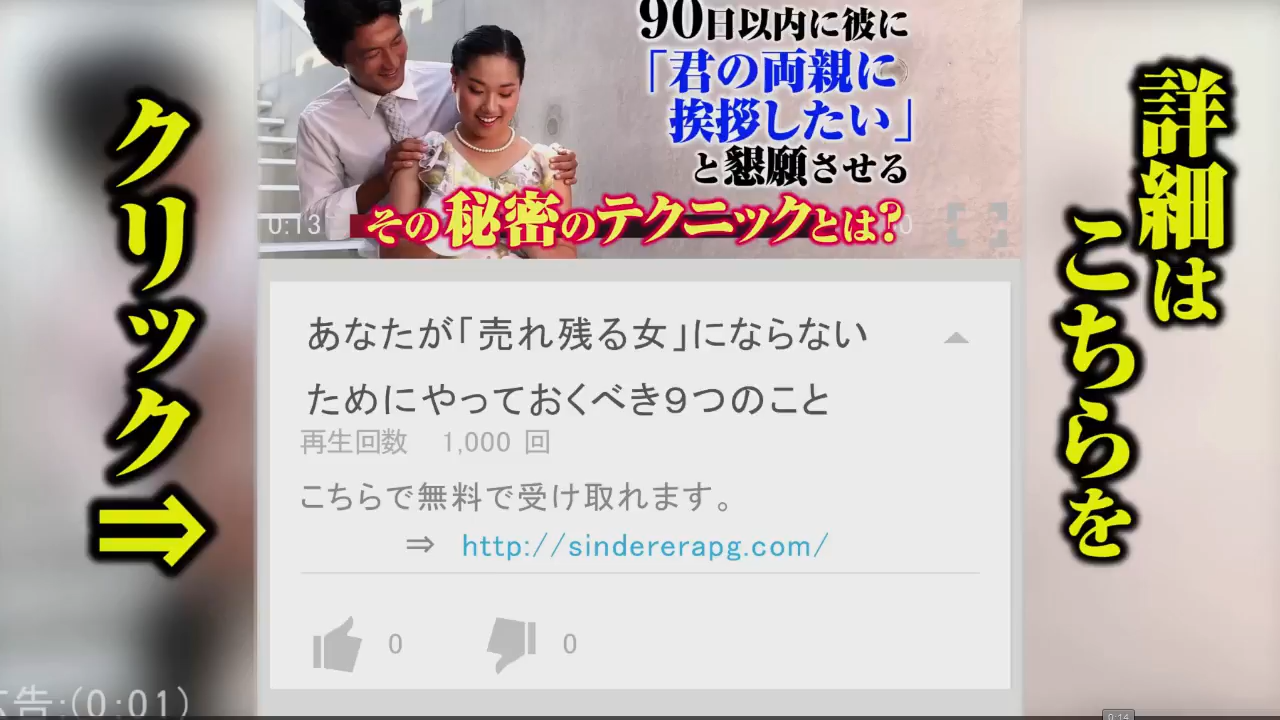 90日以内に彼に
「君の両親に
挨拶したい」
と懇願させる
その秘密のテクニックとは?
0:13
0
詳細は
こちらを
クリック⇒
あなたが「売れ残る女」にならない
ためにやっておくべき9つのこと
再生回数 1,000 回
こちらで無料で受け取れます。
⇒ http://sindererapg.com/
0 0
広告:(0:01)
0:14